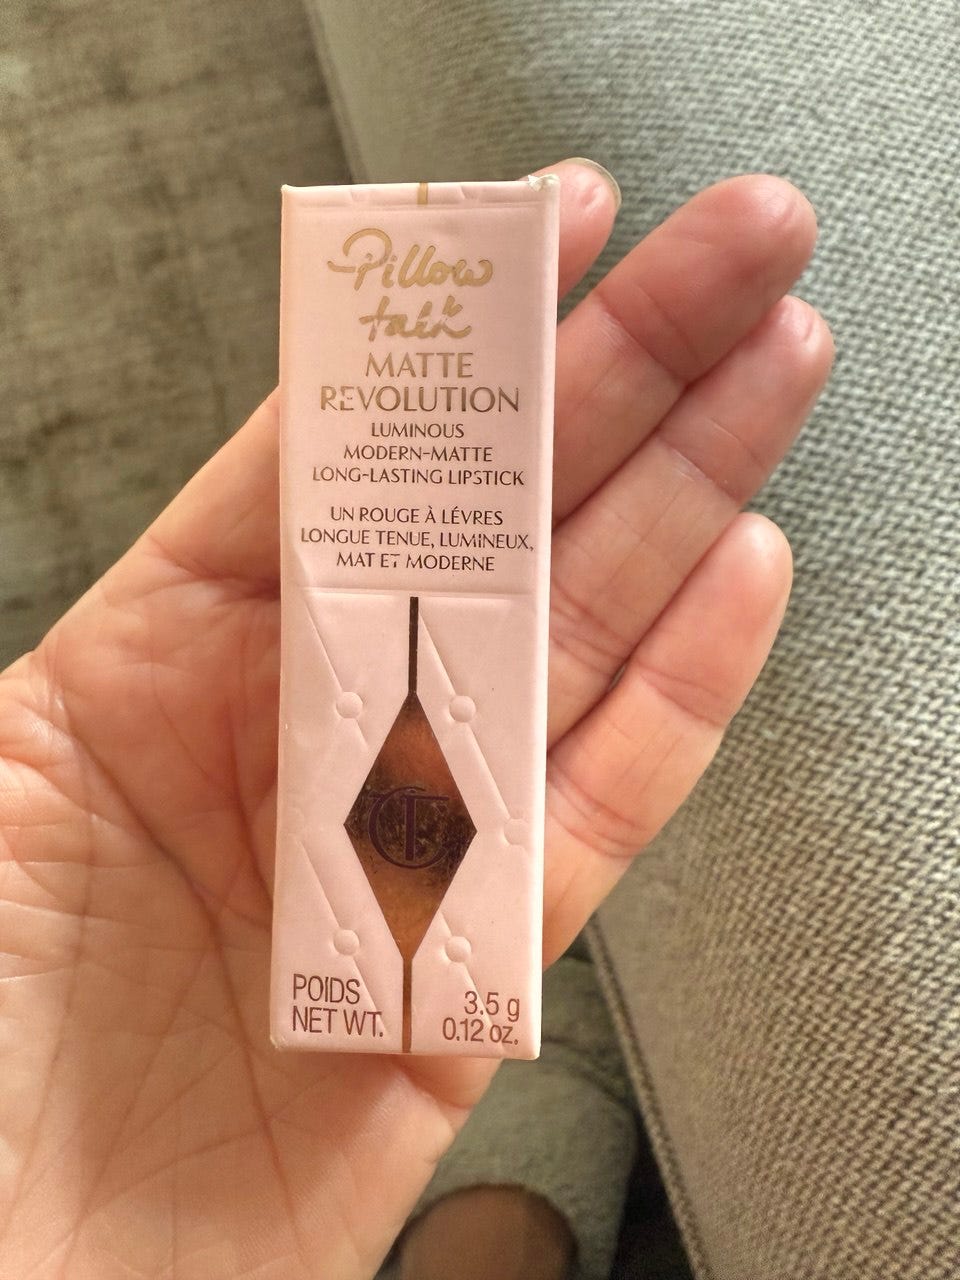 Pillow
talk
MATTE
REVOLUTION
LUMINOUS
MODERN-MATTE
LONG-LASTING LIPSTICK
UN ROUGE À LÉVRES
LONGUE TENUE, LUMINEUX,
MAT ET MODERNE
CT
POIDS 3.5 g
NET WT. 0.12 oz.